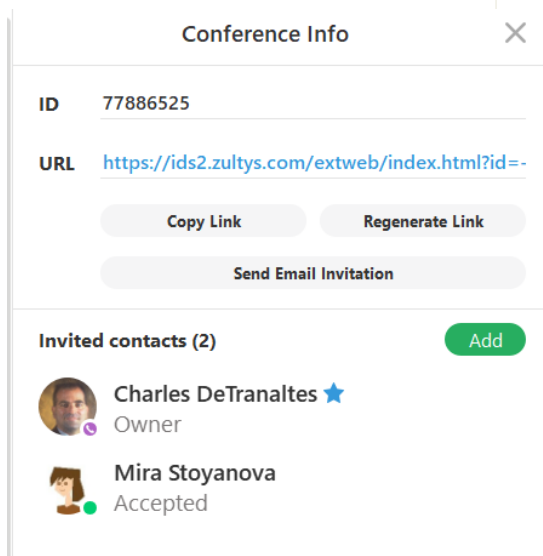 Conference Info
ID 77886525
URL https://ids2.zultys.com/extweb/index.html?id=-
Copy Link Regenerate Link
Send Email Invitation
Invited contacts (2) Add
Charles DeTranaltes
Owner
Mira Stoyanova
Accepted